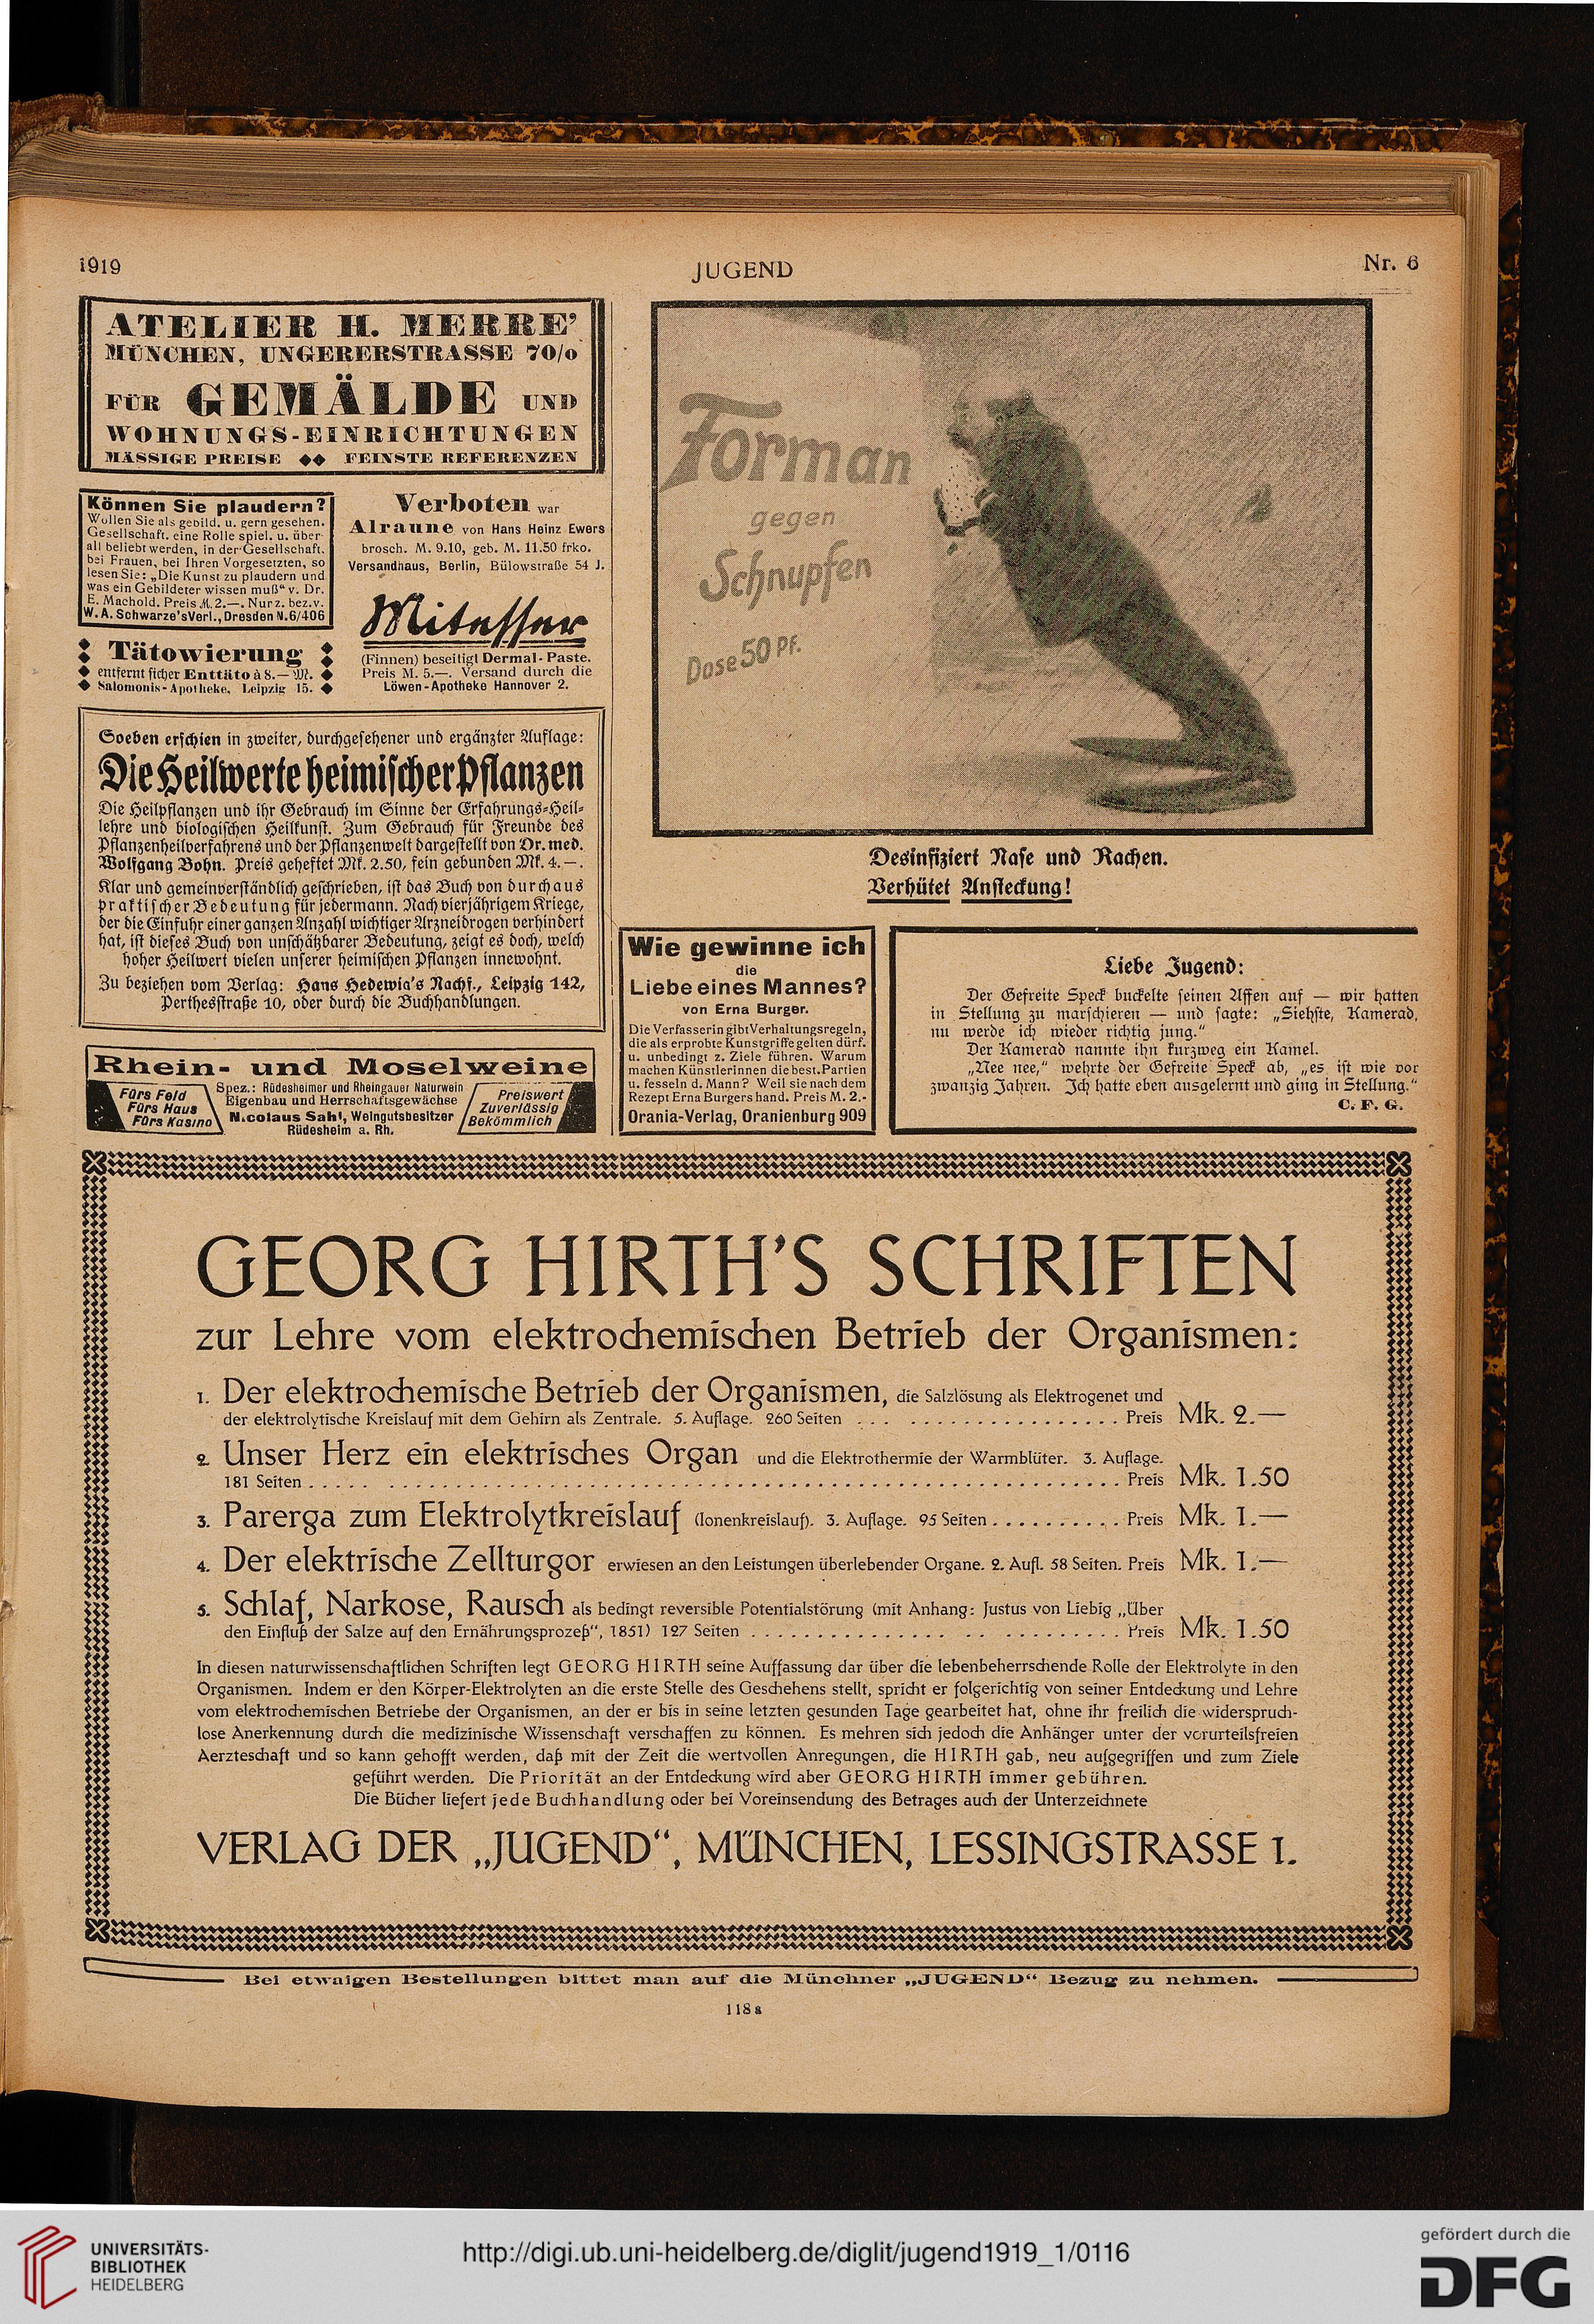 1919
JUGEND
Nr. 6
ATELIER H. MERRE'
MÜNCHEN, UNGERERSTRASSE 70/0
FÜR GEMÄLDE UND
WOHNUNGS-EINRICHTUNGEN
MÄSSIGE PREISE FEINSTE REFERENZEN
Können Sie plaudern?
Wollen Sie als gebild. u. gern gesehen.
Gesellschaft. eine Rolle spiel. u. über
all beliebt werden, in der Gesellschaft,
bei Frauen, bei Ihren Vorgesetzten, so
lesen Sie: „Die Kunst zu plaudern und
was ein Gebildeter wissen muß“ v. Dr.
E. Machold. Preis M. 2.—. Nur z. bez. v.
W. A. Schwarze's Verl., Dresden N. 6/406
Verboten war
Alraune von Hans Heinz Ewers
brosch. M. 9.10, geb. M. 11.50 frko.
Versandhaus, Berlin, Bülowstraße 54 J.
Mitesser
(Finnen) beseitigt Dermal-Paste.
Preis M. 5.—. Versand durch die
Löwen-Apotheke Hannover 2.
Tätowierung
entfernt sicher Enttäto à 8.— M.
Salomonis-Apotheke, Leipzig 15.
Soeben erschien in zweiter, durchgesehener und ergänzter Auflage:
Die Heilwerte heimischer Pflanzen
Die Heilpflanzen und ihr Gebrauch im Sinne der Erfahrungs-Heil-
lehre und biologischen Heilkunst. Zum Gebrauch für Freunde des
Pflanzenheilverfahrens und der Pflanzenwelt dargestellt von Dr. med.
Wolfgang Bohn. Preis geheftet Mk. 2.50, fein gebunden Mk. 4.—.
Klar und gemeinverständlich geschrieben, ist das Buch von durchaus
praktischer Bedeutung für jedermann. Nach vierjährigem Kriege,
der die Einfuhr einer ganzen Anzahl wichtiger Arzneidrogen verhindert
hat, ist dieses Buch von unschätzbarer Bedeutung, zeigt es doch, welch
hoher Heilwert vielen unserer heimischen Pflanzen innewohnt.
Zu beziehen vom Verlag: Hans Hedewig's Nachf., Leipzig 142,
Perthesstraße 10, oder durch die Buchhandlungen.
Rhein- und Moselweine
Fürs Feld
Fürs Haus
Fürs Kasino
Spez.: Rüdesheimer und Rheingauer Naturwein
Eigenbau und Herrschaftsgewächse
Nicolaus Sahl, Weingutsbesitzer
Rüdesheim a. Rh.
Preiswert
Zuverlässig
Bekömmlich
Forman
gegen
Schnupfen
Dose 50 Pf.
Desinfiziert Nase und Rachen.
Verhütet Ansteckung!
Wie gewinne ich
die
Liebe eines Mannes?
von Erna Burger.
Die Verfasserin gibt Verhaltungsregeln,
die als erprobte Kunstgriffe gelten dürf.
u. unbedingt z. Ziele führen. Warum
machen Künstlerinnen die best. Partien
u. fesseln d. Mann? Weil sie nach dem
Rezept Erna Burgers hand. Preis M. 2.-
Orania-Verlag, Oranienburg 909
Liebe Jugend:
Der Gefreite Speck buckelte seinen Affen auf — wir hatten
in Stellung zu marschieren — und sagte: „Siehste, Kamerad,
nu werde ich wieder richtig jung.“
Der Kamerad nannte ihn kurzweg ein Kamel.
„Nee nee,“ wehrte der Gefreite Speck ab, „es ist wie vor
zwanzig Jahren. Ich hatte eben ausgelernt und ging in Stellung.“
C. F. G.
GEORG HIRTH'S SCHRIFTEN
zur Lehre vom elektrochemischen Betrieb der Organismen:
1. Der elektrochemische Betrieb der Organismen, die Salzlösung als Elektrogenet und
der elektrolytische Kreislauf mit dem Gehirn als Zentrale. 5. Auflage. 260 Seiten . . . . . . . . . . . Preis Mk. 2.—
2. Unser Herz ein elektrisches Organ und die Elektrothermie der Warmblüter. 3. Auflage.
181 Seiten . . . . . . . . . . . . . . . . . . . . Preis Mk. 1.50
3. Parerga zum Elektrolytkreislauf (Ionenkreislauf). 3. Auflage. 95 Seiten . . . . . . . . . . Preis Mk. 1.—
4. Der elektrische Zellturgor erwiesen an den Leistungen überlebender Organe. 2. Aufl. 58 Seiten. Preis Mk. 1.—
5. Schlaf, Narkose, Rausch als bedingt reversible Potentialstörung (mit Anhang: Justus von Liebig „Über
den Einfluß der Salze auf den Ernährungsprozeß“, 1851) 127 Seiten . . . . . . . . . . . . Preis Mk. 1.50
In diesen naturwissenschaftlichen Schriften legt GEORG HIRTH seine Auffassung dar über die lebenbeherrschende Rolle der Elektrolyte in den
Organismen. Indem er den Körper-Elektrolyten an die erste Stelle des Geschehens stellt, spricht er folgerichtig von seiner Entdeckung und Lehre
vom elektrochemischen Betriebe der Organismen, an der er bis in seine letzten gesunden Tage gearbeitet hat, ohne ihr freilich die widerspruch-
lose Anerkennung durch die medizinische Wissenschaft verschaffen zu können. Es mehren sich jedoch die Anhänger unter der vorurteilsfreien
Aerzteschaft und so kann gehofft werden, daß mit der Zeit die wertvollen Anregungen, die HIRTH gab, neu aufgegriffen und zum Ziele
geführt werden. Die Priorität an der Entdeckung wird aber GEORG HIRTH immer gebühren.
Die Bücher liefert jede Buchhandlung oder bei Voreinsendung des Betrages auch der Unterzeichnete
VERLAG DER „JUGEND“, MÜNCHEN, LESSINGSTRASSE 1.
Bei etwaigen Bestellungen bittet man auf die Münchner „JUGEND“ Bezug zu nehmen.
118 a
UNIVERSITÄTS-
BIBLIOTHEK
HEIDELBERG
http://digi.ub.uni-heidelberg.de/diglit/jugend1919_1/0116
gefördert durch die
DFG